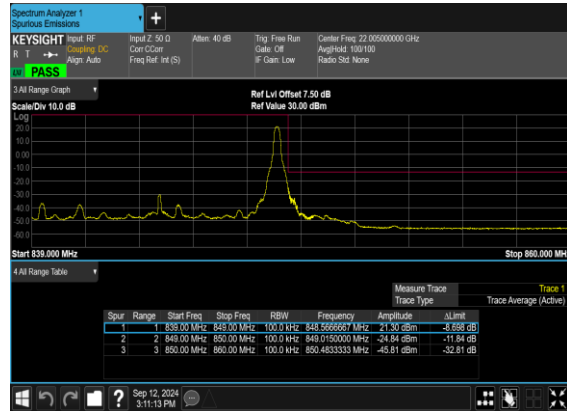 Spectrum Analyzer 1
Spurious Emissions
KEYSIGHT Input: RF Input Z: 50 Ω Atten: 40 dB Trig: Free Run Center Freq: 22.005000000 GHz
R T Coupling: DC Corr CCorr Gate: Off Avg|Hold: 100/100
Align: Auto Freq Ref: Int (S) IF Gain: Low Radio Std: None
PASS
3 All Range Graph
Ref Lvl Offset 7.50 dB
Scale/Div 10.0 dB Ref Value 30.00 dBm
Log
20.0
10.0
0.00
-10.0
-20.0
-30.0
-40.0
-50.0
-60.0
Start 839.000 MHz Stop 860.000 MH
4 All Range Table
Measure Trace Trace 1
Trace Type Trace Average (Active)
Spur Range Start Freq Stop Freq RBW Frequency Amplitude ΔLimit
1 1 839.00 MHz 849.00 MHz 100.0 kHz 848.5666667 MHz 21.30 dBm -8.698 dB
2 2 849.00 MHz 850.00 MHz 100.0 kHz 849.0150000 MHz -24.84 dBm -11.84 dB
3 3 850.00 MHz 860.00 MHz 100.0 kHz 850.4833333 MHz -45.81 dBm -32.81 dB
? Sep 12, 2024
3:11:13 PM